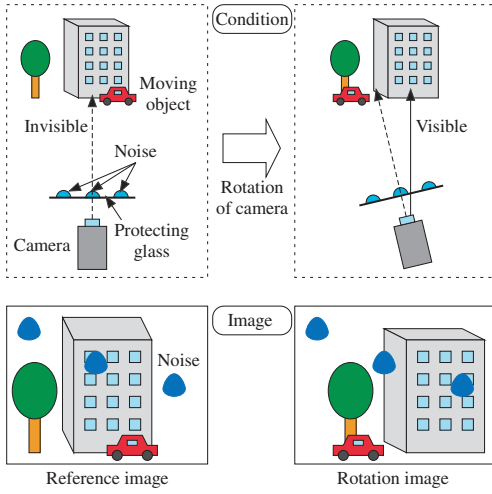 Condition
Moving
object
Invisible
Noise
Protecting
glass
Camera
Rotation
of camera
Visible
Image
Noise
Reference image
Rotation image